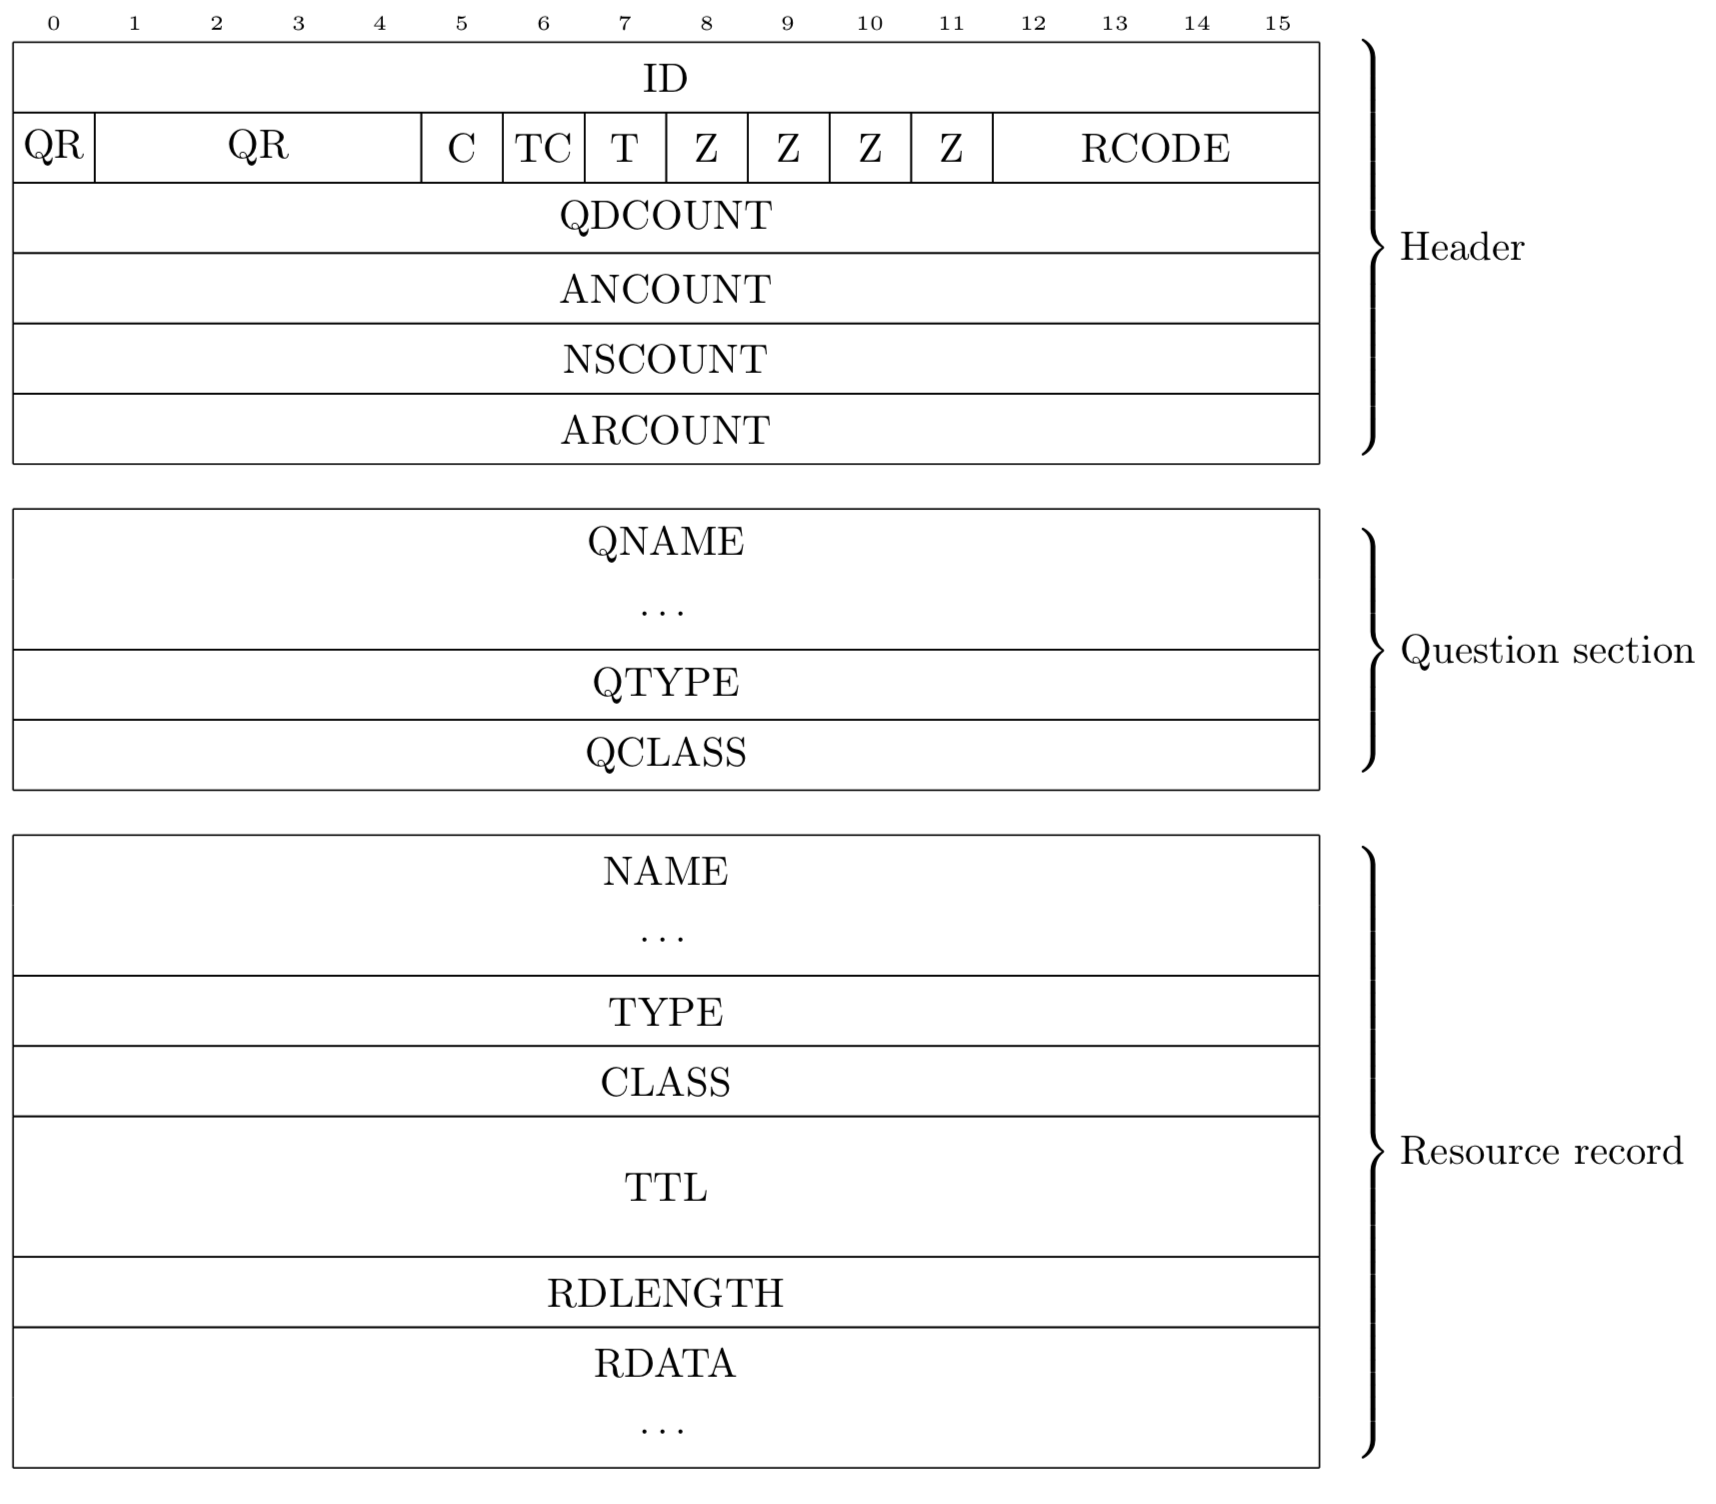 0 1 2 3 4 5 6 7 8 9 10 11 12 13 14 15
ID
QR QR C TC T Z Z Z Z RCODE
QDCOUNT
ANCOUNT
NSCOUNT
ARCOUNT
Header
QNAME
...
QTYPE
QCLASS
Question section
NAME
...
TYPE
CLASS
TTL
RDLENGTH
RDATA
...
Resource record